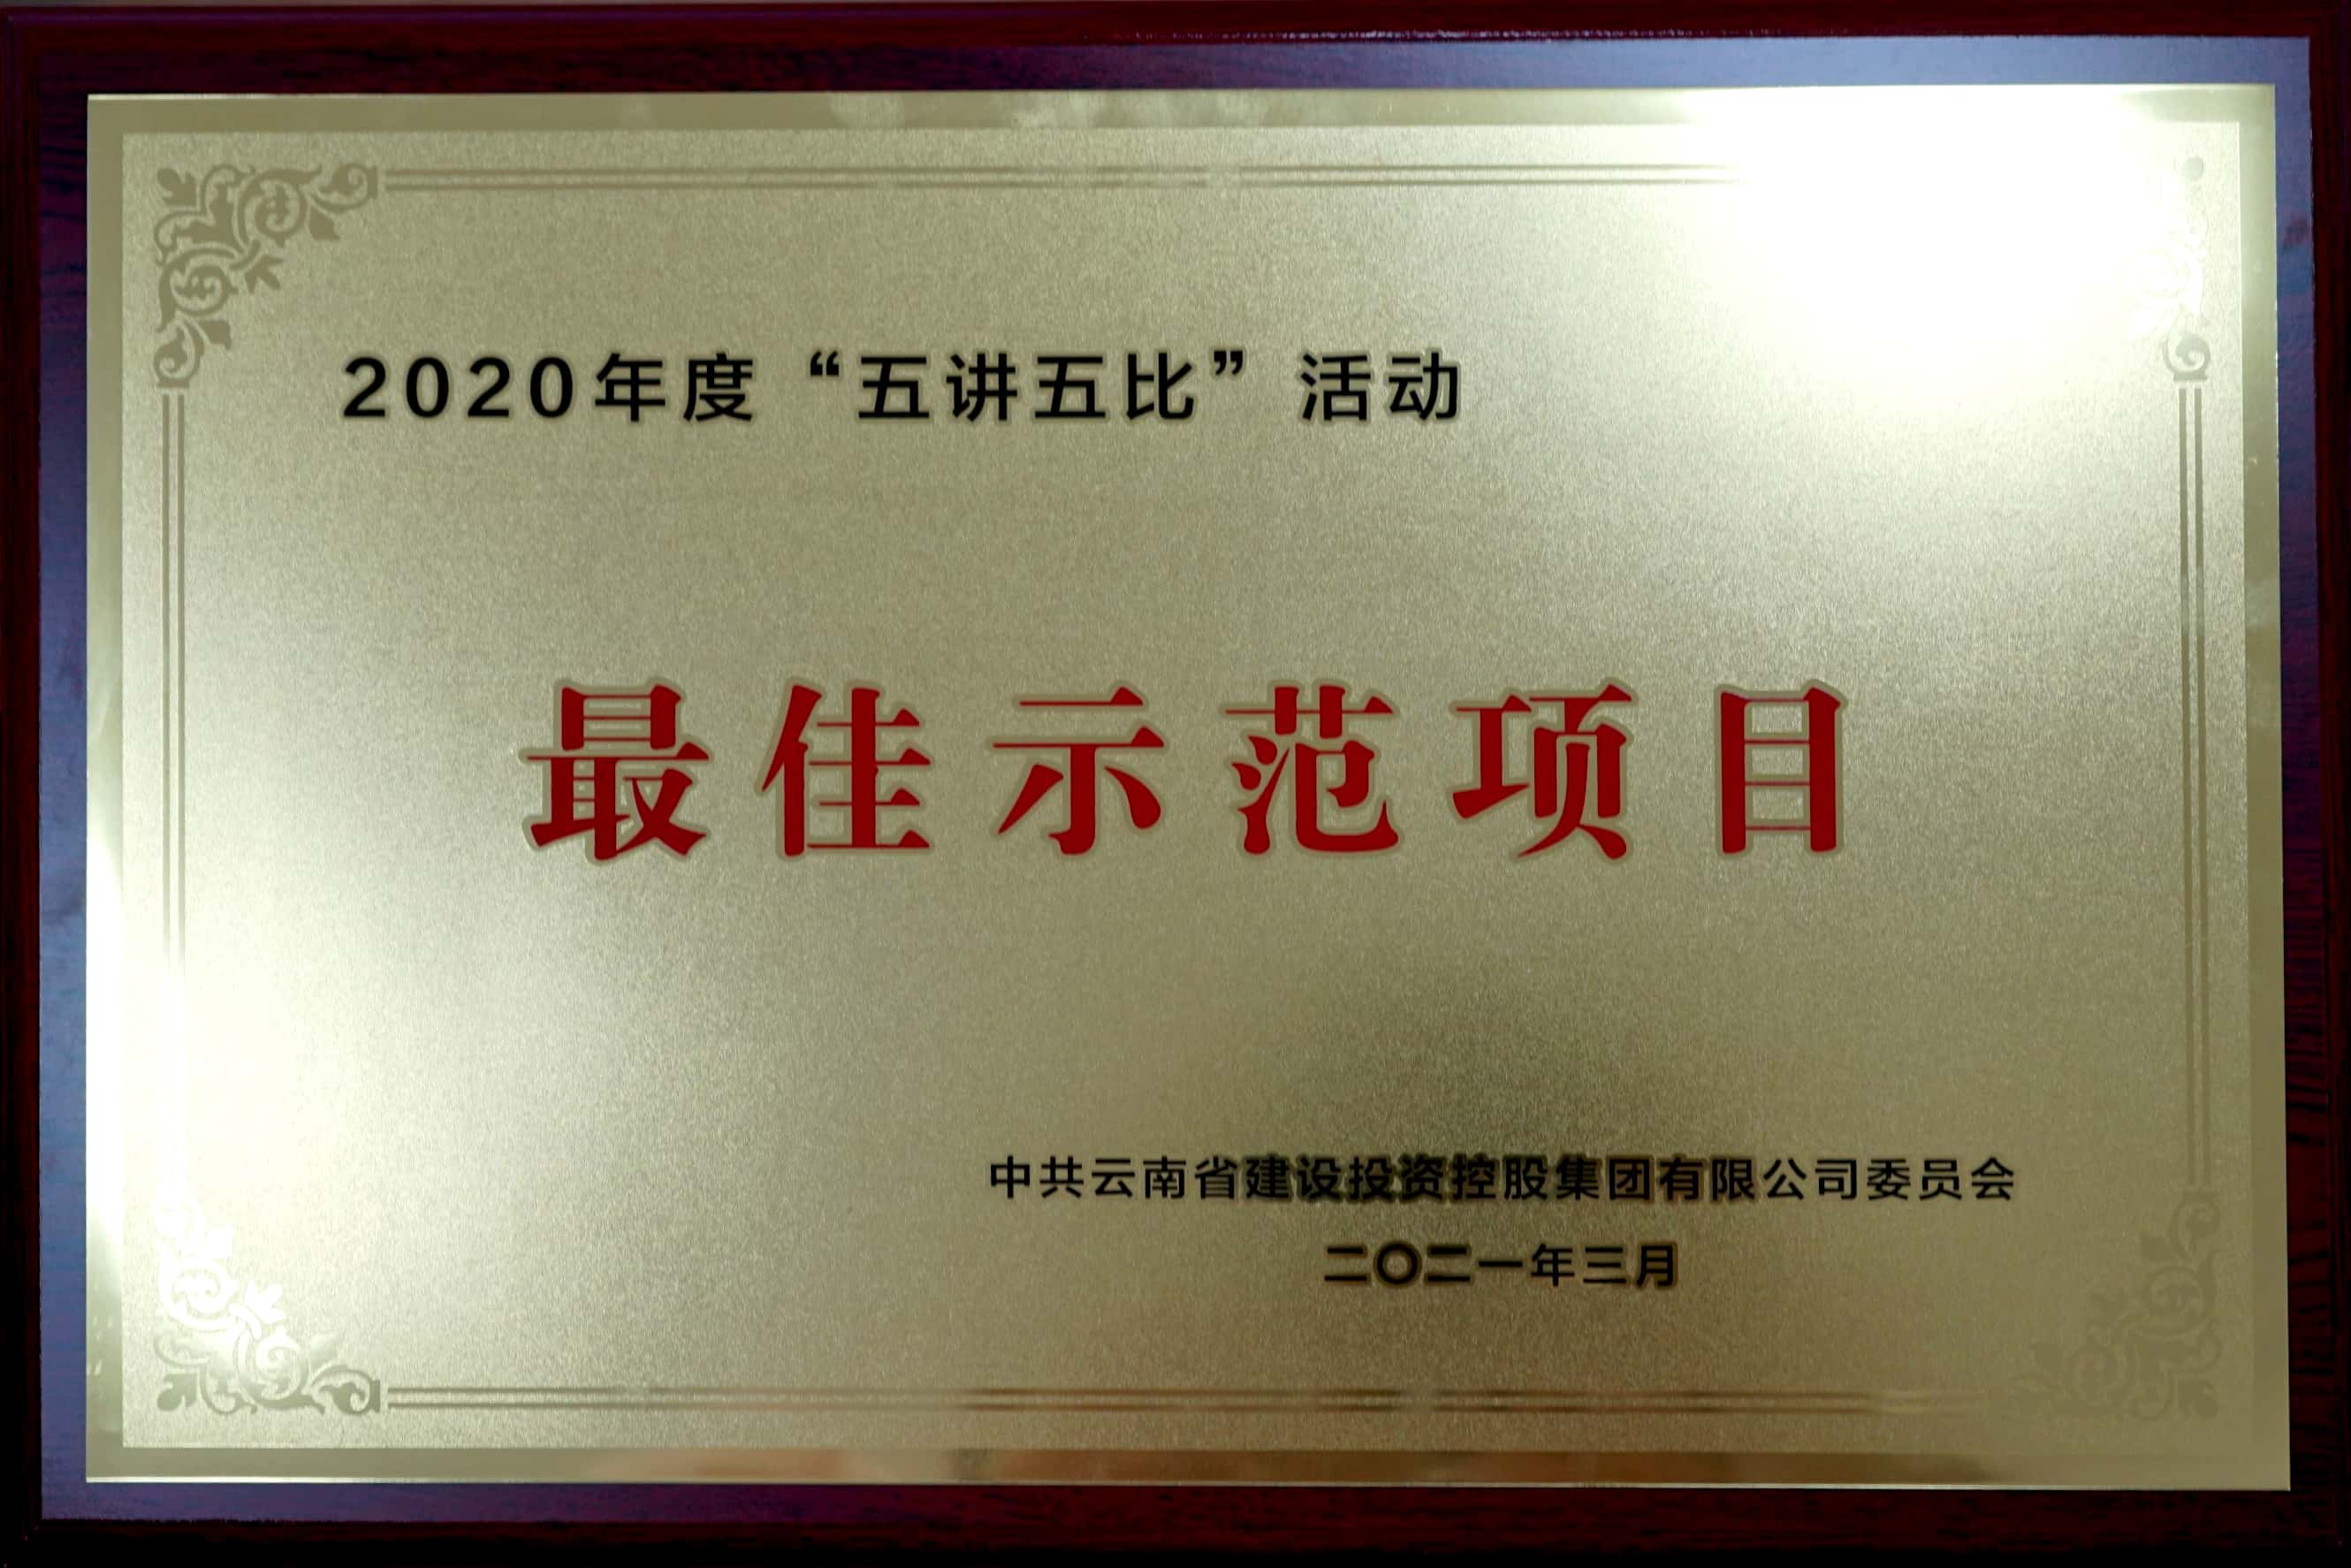 2020年度“五讲五比”活动
最佳示范项目
中共云南省建设投资控股集团有限公司委员会
二〇二一年三月